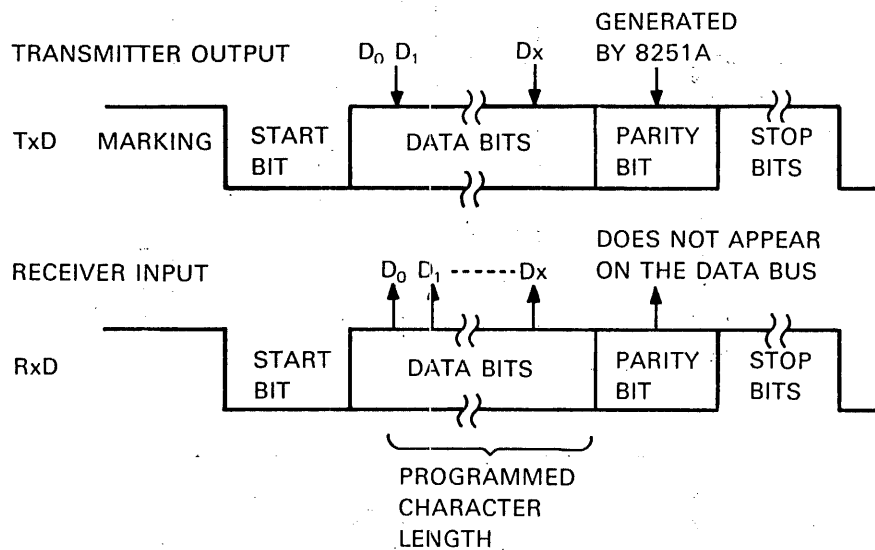 TRANSMITTER OUTPUT
D₀ D₁
Dx
GENERATED
BY 8251A
TxD
MARKING
START
BIT
DATA BITS
PARITY
BIT
STOP
BITS
RECEIVER INPUT
D₀ D₁ ------ Dx
DOES NOT APPEAR
ON THE DATA BUS
RxD
START
BIT
DATA BITS
PARITY
BIT
STOP
BITS
PROGRAMMED
CHARACTER
LENGTH